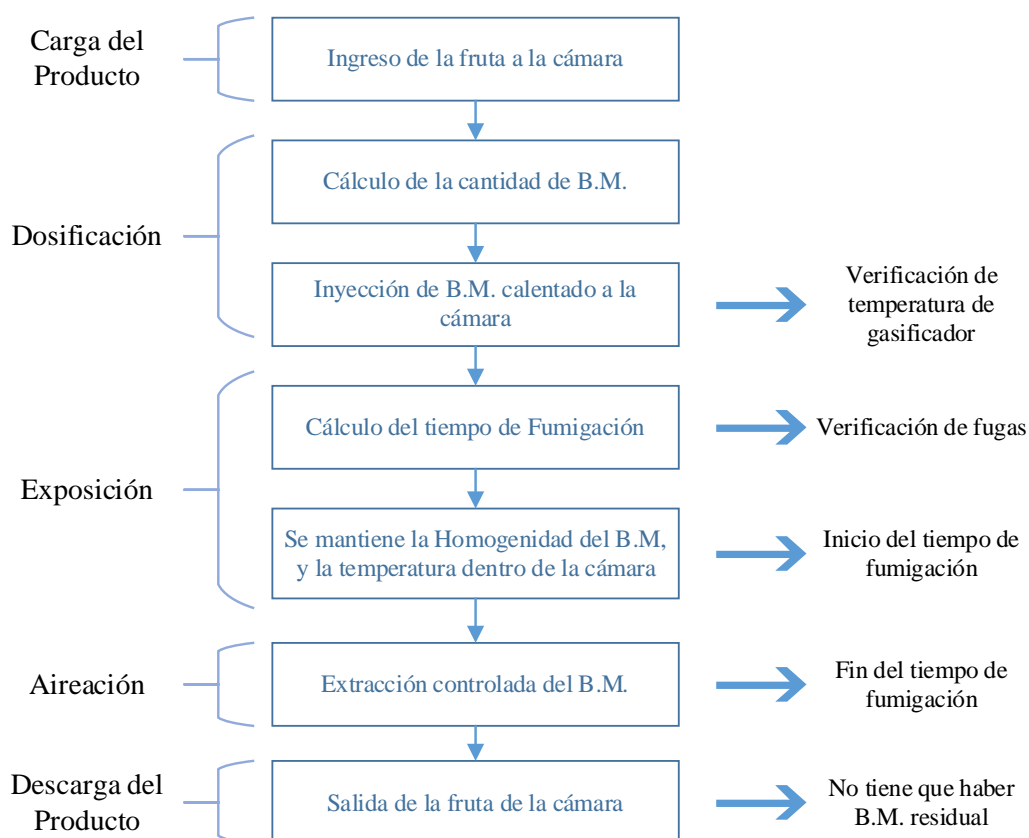 Carga del
Producto
Ingreso de la fruta a la cámara
Dosificación
Cálculo de la cantidad de B.M.
Inyección de B.M. calentado a la
cámara
Verificación de
temperatura de
gasificador
Exposición
Cálculo del tiempo de Fumigación
Verificación de fugas
Se mantiene la Homogenidad del B.M,
y la temperatura dentro de la cámara
Inicio del tiempo de
fumigación
Aireación
Extracción controlada del B.M.
Fin del tiempo de
fumigación
Descarga del
Producto
Salida de la fruta de la cámara
No tiene que haber
B.M. residual